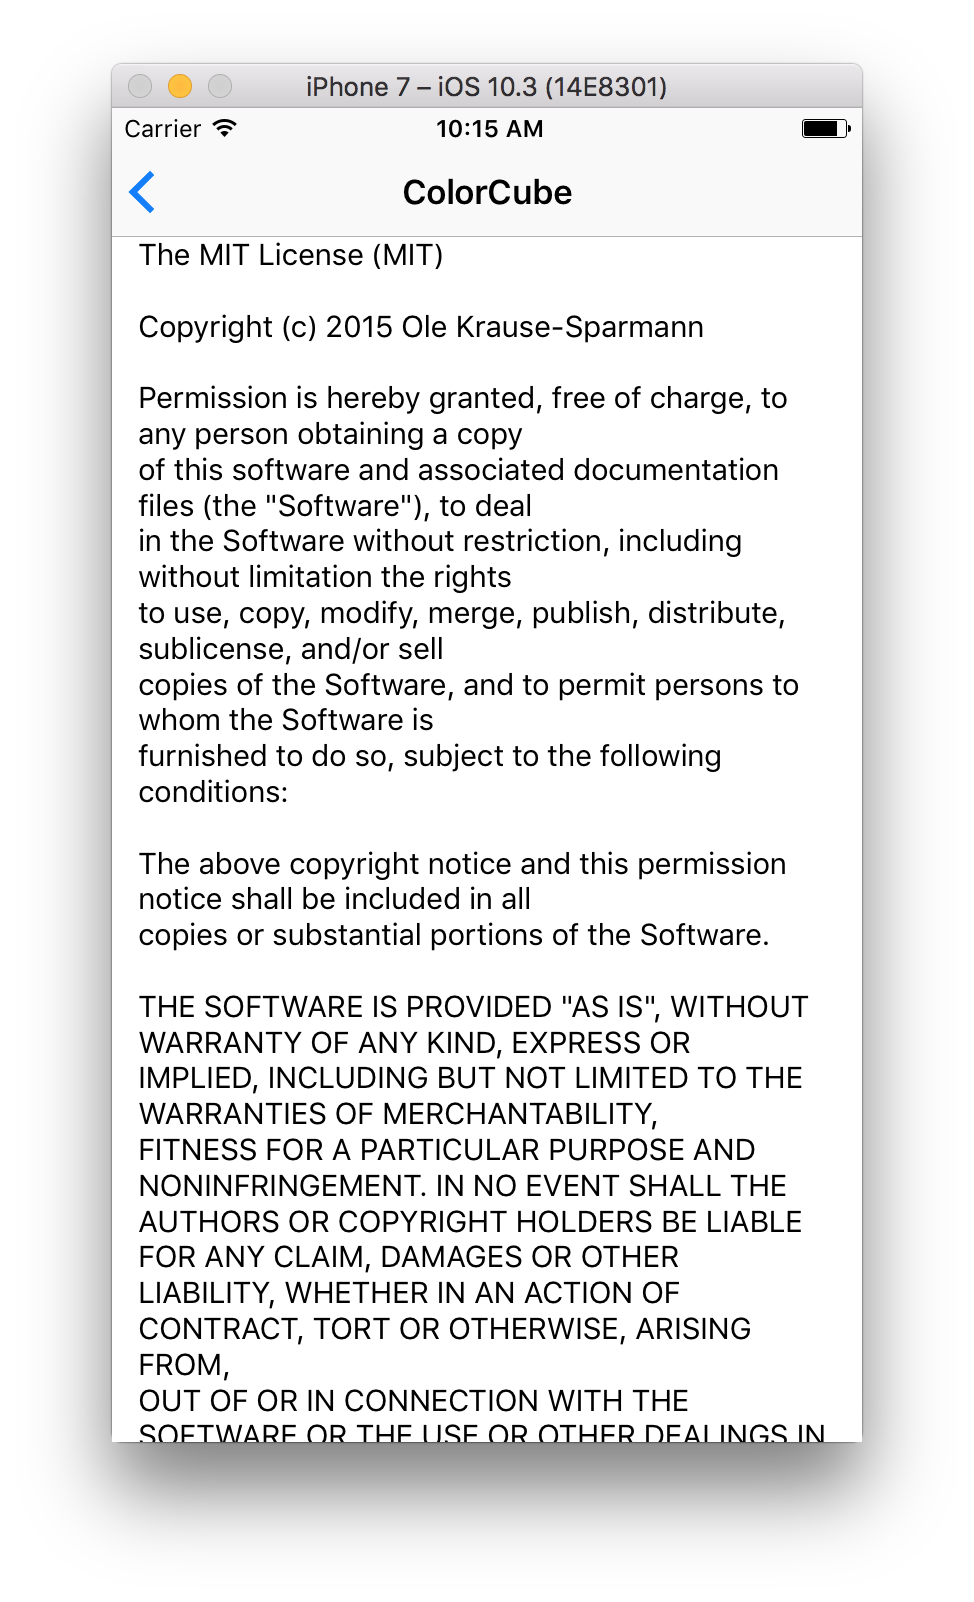 iPhone 7 – iOS 10.3 (14E8301)
Carrier 10:15 AM
ColorCube
The MIT License (MIT)
Copyright (c) 2015 Ole Krause-Sparmann
Permission is hereby granted, free of charge, to
any person obtaining a copy
of this software and associated documentation
files (the "Software"), to deal
in the Software without restriction, including
without limitation the rights
to use, copy, modify, merge, publish, distribute,
sublicense, and/or sell
copies of the Software, and to permit persons to
whom the Software is
furnished to do so, subject to the following
conditions:
The above copyright notice and this permission
notice shall be included in all
copies or substantial portions of the Software.
THE SOFTWARE IS PROVIDED "AS IS", WITHOUT
WARRANTY OF ANY KIND, EXPRESS OR
IMPLIED, INCLUDING BUT NOT LIMITED TO THE
WARRANTIES OF MERCHANTABILITY,
FITNESS FOR A PARTICULAR PURPOSE AND
NONINFRINGEMENT. IN NO EVENT SHALL THE
AUTHORS OR COPYRIGHT HOLDERS BE LIABLE
FOR ANY CLAIM, DAMAGES OR OTHER
LIABILITY, WHETHER IN AN ACTION OF
CONTRACT, TORT OR OTHERWISE, ARISING
FROM,
OUT OF OR IN CONNECTION WITH THE
SOFTWARE OR THE USE OR OTHER DEALINGS IN